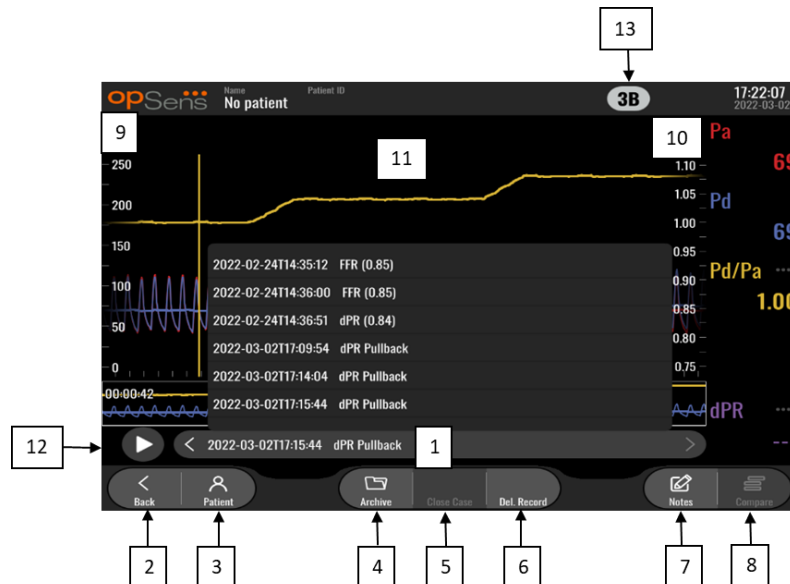 13
opSens
Name
No patient
Patient ID
3B
17:22:07
2022-03-02
9
11
10
Pa
69
Pd
69
Pd/Pa
---
1.00
dPR
---
--
250
200
150
100
50
0
1.10
1.05
1.00
0.95
0.90
0.85
0.80
0.75
2022-02-24T14:35:12 FFR (0.85)
2022-02-24T14:36:00 FFR (0.85)
2022-02-24T14:36:51 dPR (0.84)
2022-03-02T17:09:54 dPR Pullback
2022-03-02T17:14:04 dPR Pullback
2022-03-02T17:15:44 dPR Pullback
00:00:42
12
2022-03-02T17:15:44 dPR Pullback
1
Back
Patient
Archive
Close Case
Del. Record
Notes
Compare
2
3
4
5
6
7
8